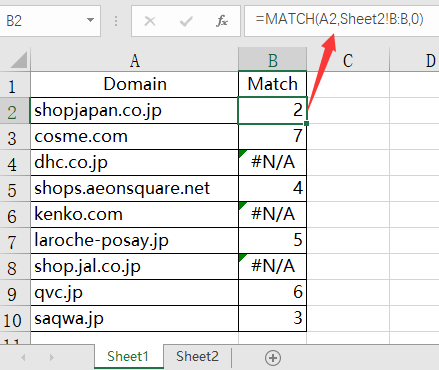 B2 fx =MATCH(A2,Sheet2!B:B,0)
A B C D
1 Domain Match
2 shopjapan.co.jp 2
3 cosme.com 7
4 dhc.co.jp #N/A
5 shops.aeonsquare.net 4
6 kenko.com #N/A
7 laroche-posay.jp 5
8 shop.jal.co.jp #N/A
9 qvc.jp 6
10 saqwa.jp 3
Sheet1 Sheet2